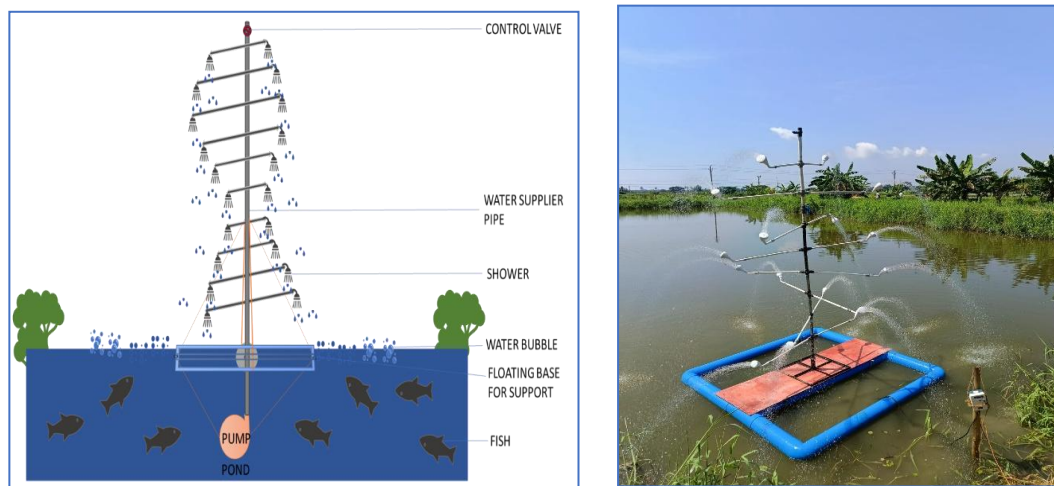 CONTROL VALVE
WATER SUPPLIER
PIPE
SHOWER
WATER BUBBLE
FLOATING BASE
FOR SUPPORT
FISH
PUMP
POND